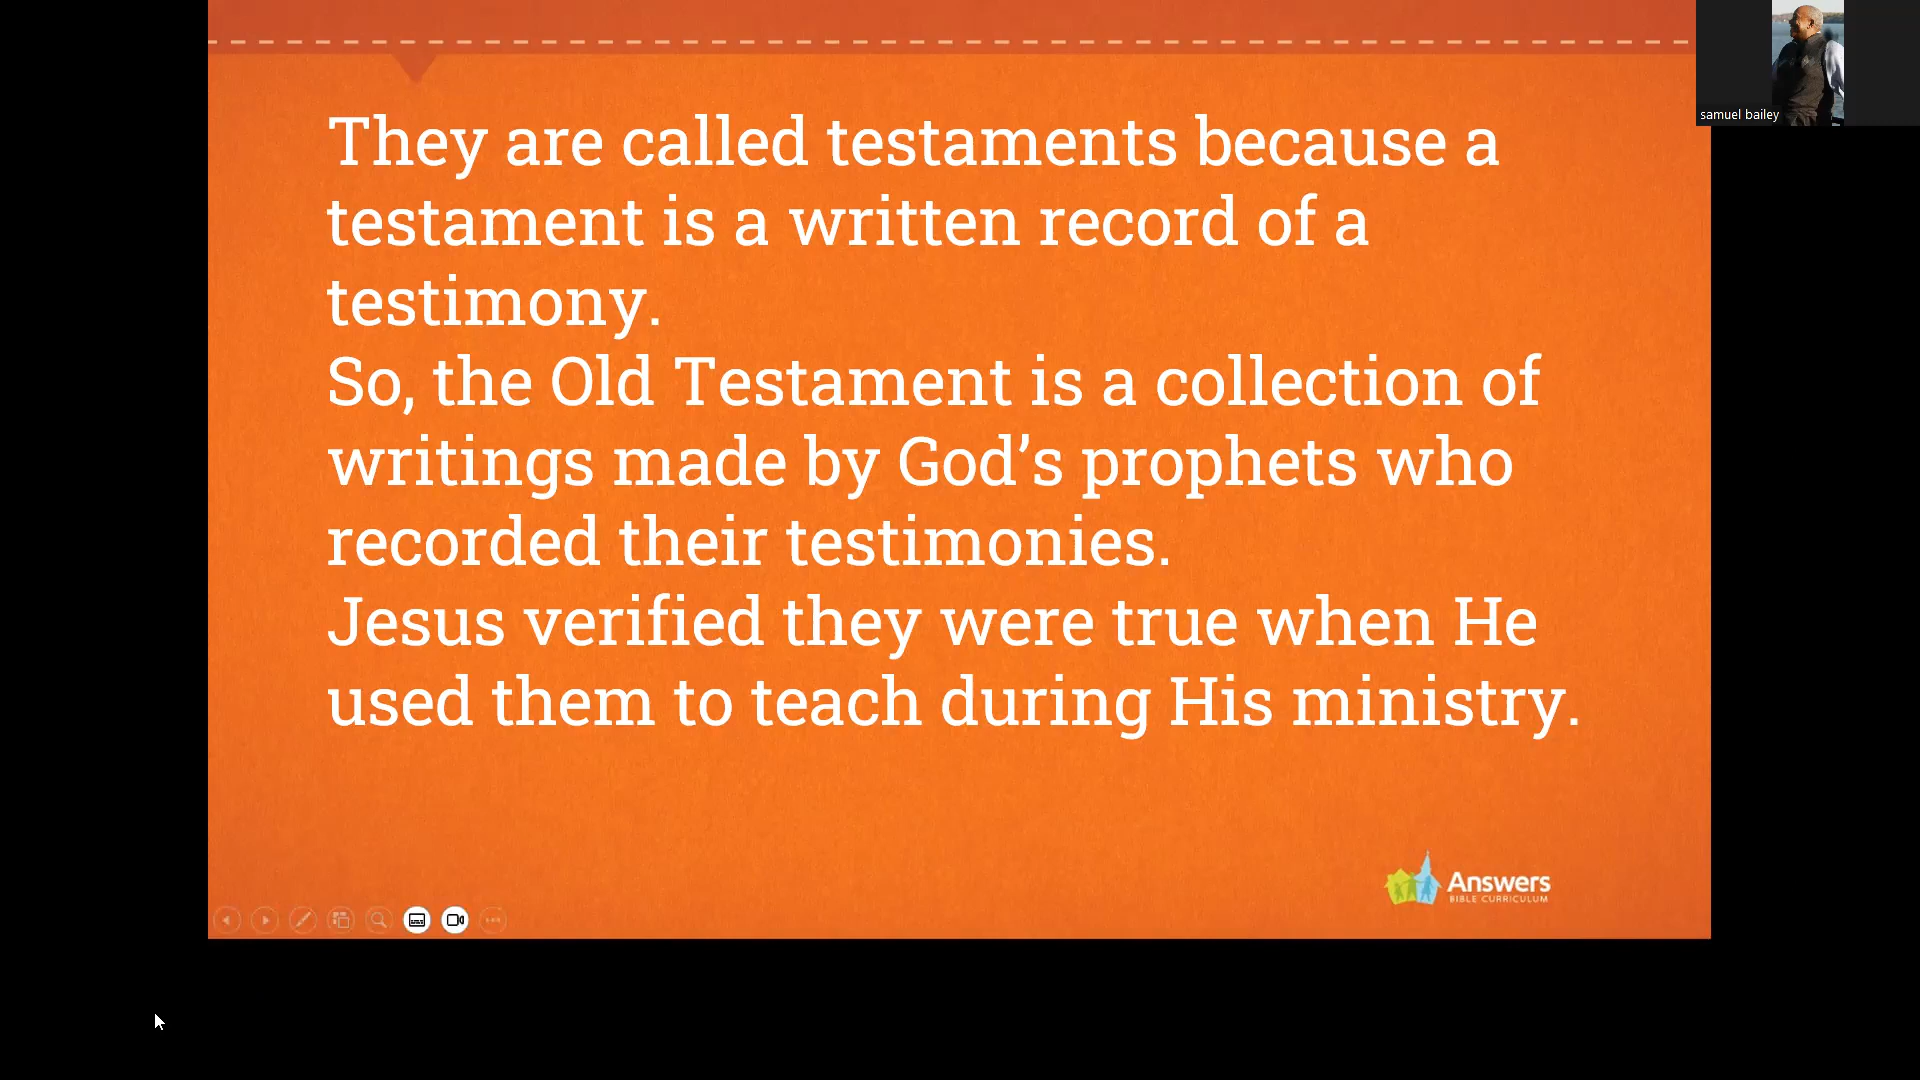 They are called testaments because a
testament is a written record of a
testimony.
So, the Old Testament is a collection of
writings made by God’s prophets who
recorded their testimonies.
Jesus verified they were true when He
used them to teach during His ministry.
Answers
BIBLE CURRICULUM
samuel bailey